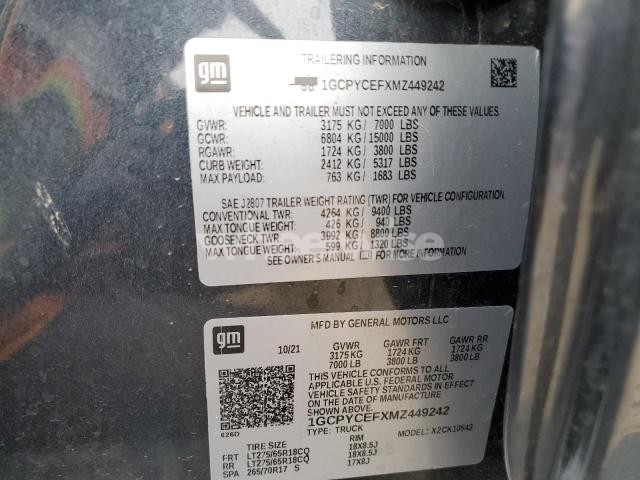 gm
TRAILERING INFORMATION
1GCPYCEFXMZ449242
VEHICLE AND TRAILER MUST NOT EXCEED ANY OF THESE VALUES.
GVWR: 3175 KG/ 7000 LBS
GCWR: 6804 KG/ 15000 LBS
RGAWR: 1724 KG/ 3800 LBS
CURB WEIGHT: 2412 KG/ 5317 LBS
MAX PAYLOAD: 763 KG/ 1683 LBS
SAE J2807 TRAILER WEIGHT RATING (TWR) FOR VEHICLE CONFIGURATION.
CONVENTIONAL TWR: 4264 KG/ 9400 LBS
MAX TONGUE WEIGHT: 426 KG/ 940 LBS
GOOSENECK TWR: 3992 KG/ 8800 LBS
MAX TONGUE WEIGHT: 599 KG/ 1320 LBS
SEE OWNER'S MANUAL FOR MORE INFORMATION.
gm
MFD BY GENERAL MOTORS LLC
10/21 GVWR GAWR FRT GAWR RR
3175KG 1724KG 1724KG
7000 LB 3800 LB 3800 LB
THIS VEHICLE CONFORMS TO ALL
APPLICABLE U.S. FEDERAL MOTOR
VEHICLE SAFETY STANDARDS IN EFFECT
ON THE DATE OF MANUFACTURE
SHOWN ABOVE.
1GCPYCEFXMZ449242
626D TYPE: TRUCK MODEL: X2CK10543
TIRE SIZE RIM
FRT LT275/65R18CQ 18X8.5J
RR LT275/65R18CQ 18X8.5J
SPA 265/70R17 S 17X8J